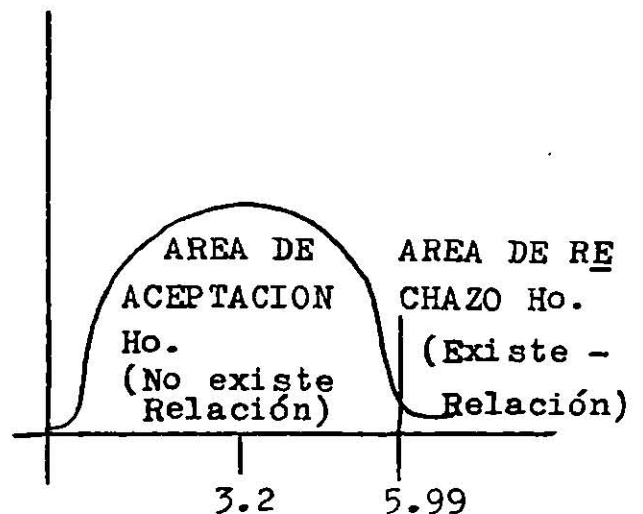 AREA DE
ACEPTACION
Ho.
(No existe
Relación)
AREA DE RE
CHAZO Ho.
(Existe -
Relación)
3.2
5.99